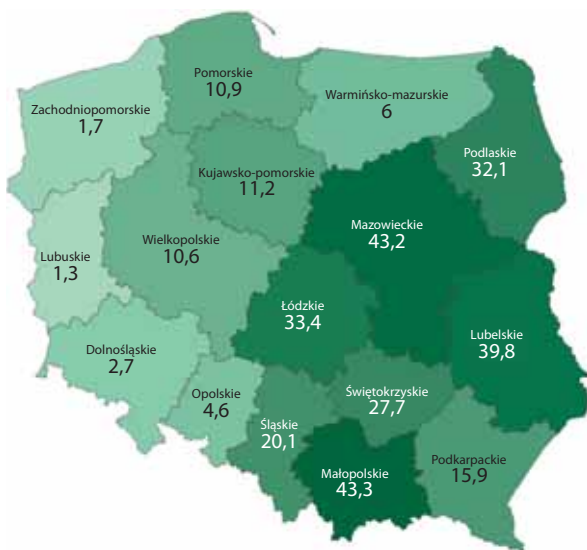 Pomorskie
10,9
Warmińsko-mazurskie
6
Zachodniopomorskie
1,7
Podlaskie
32,1
Kujawsko-pomorskie
11,2
Mazowieckie
43,2
Wielkopolskie
10,6
Lubuskie
1,3
Łódzkie
33,4
Lubelskie
39,8
Dolnośląskie
2,7
Świętokrzyskie
27,7
Opolskie
4,6
Śląskie
20,1
Podkarpackie
15,9
Małopolskie
43,3